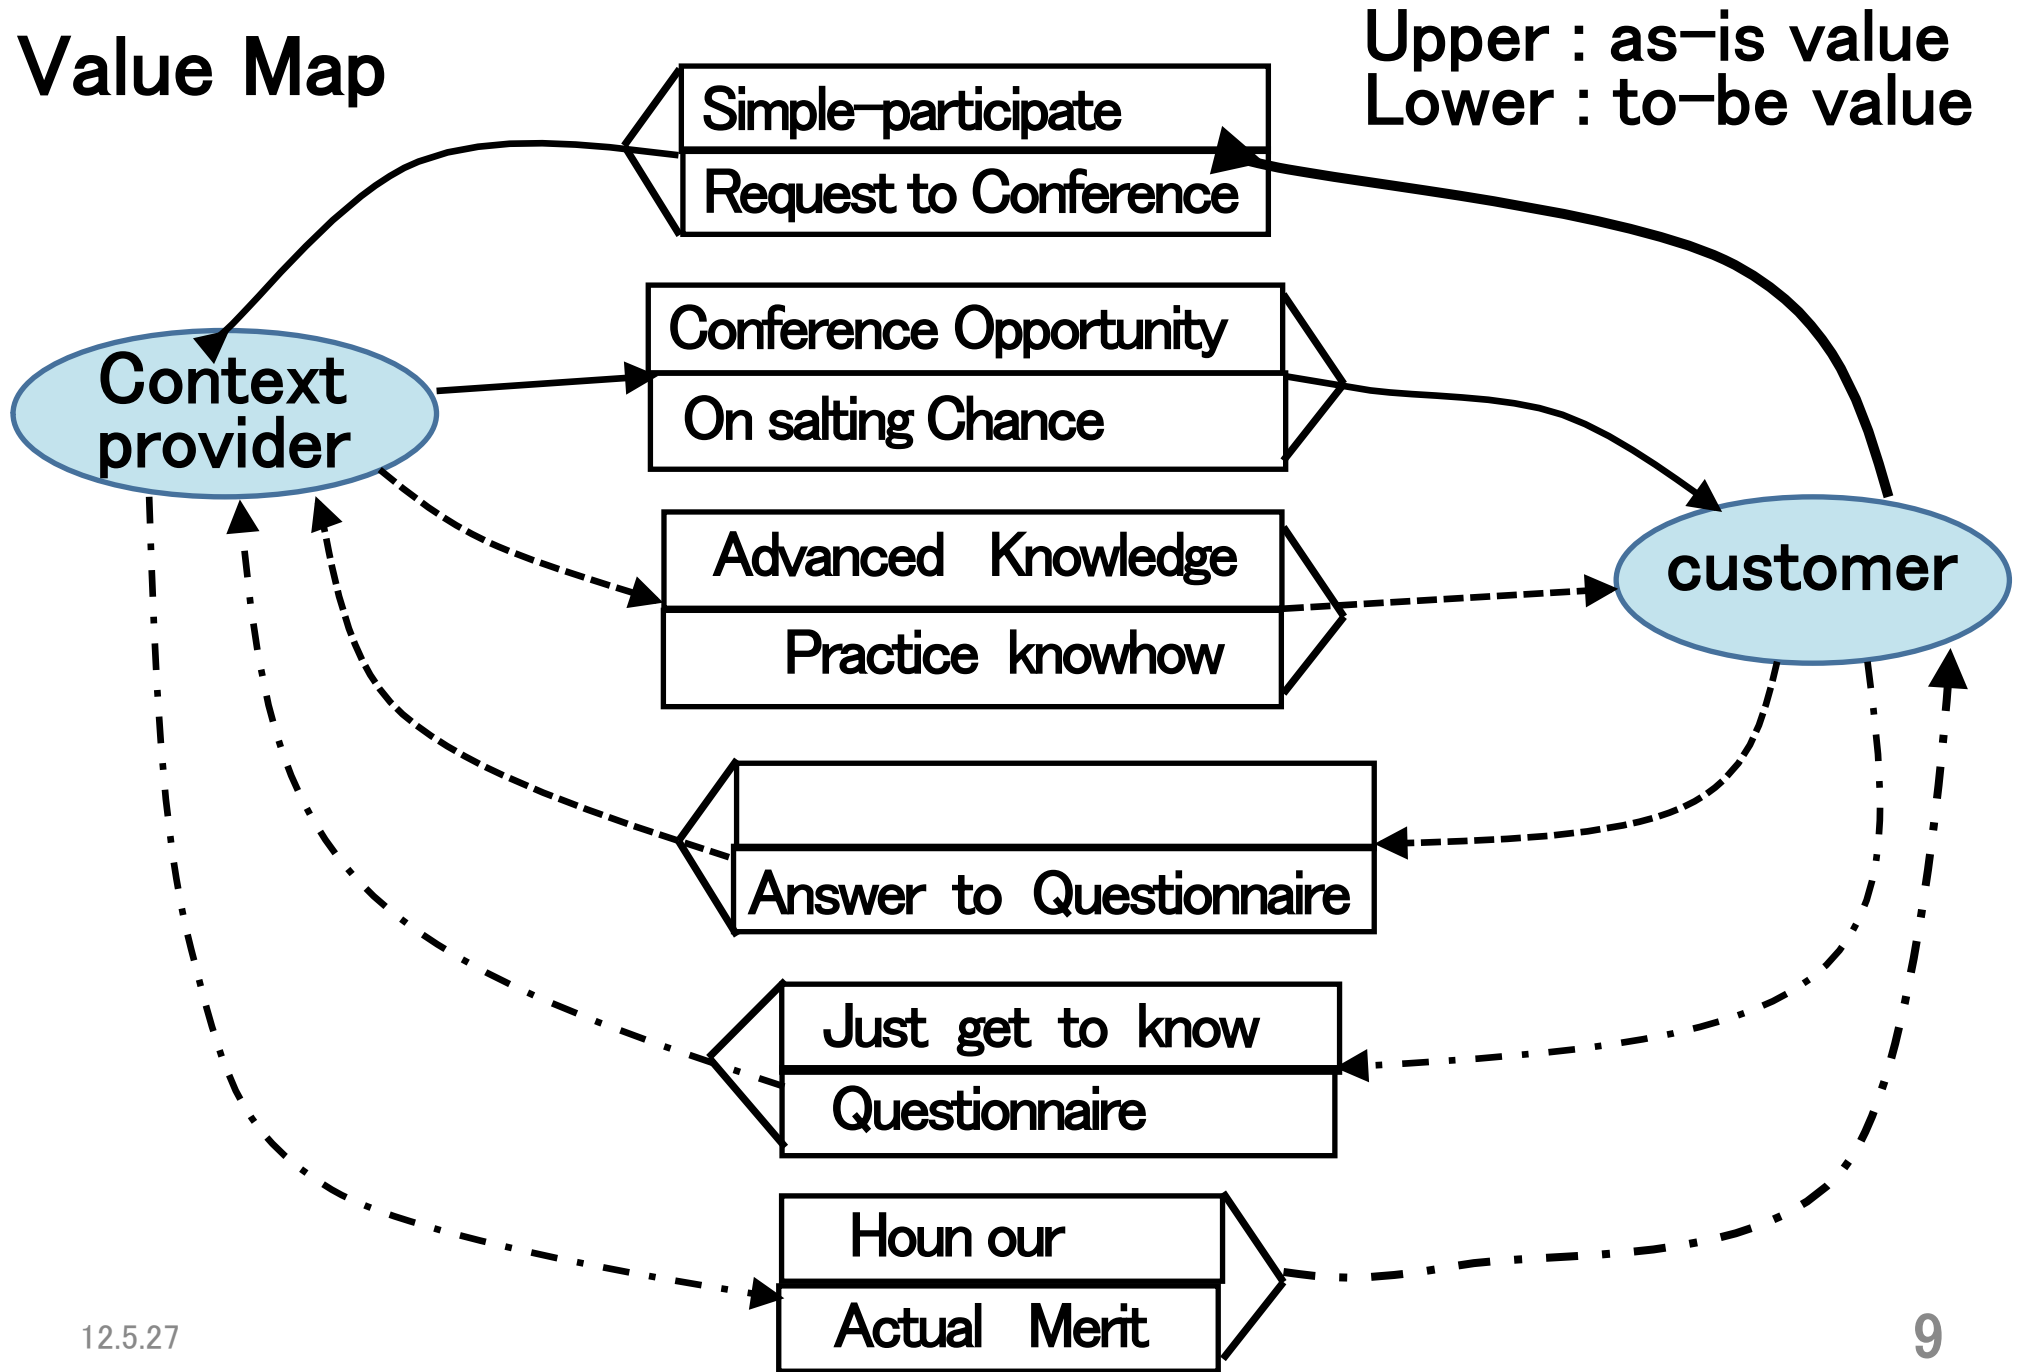 Value Map
Upper : as-is value
Lower : to-be value
Simple-participate
Request to Conference
Conference Opportunity
On salting Chance
Context
provider
Advanced Knowledge
Practice knowhow
customer
Answer to Questionnaire
Just get to know
Questionnaire
Houn our
Actual Merit
12.5.27
9